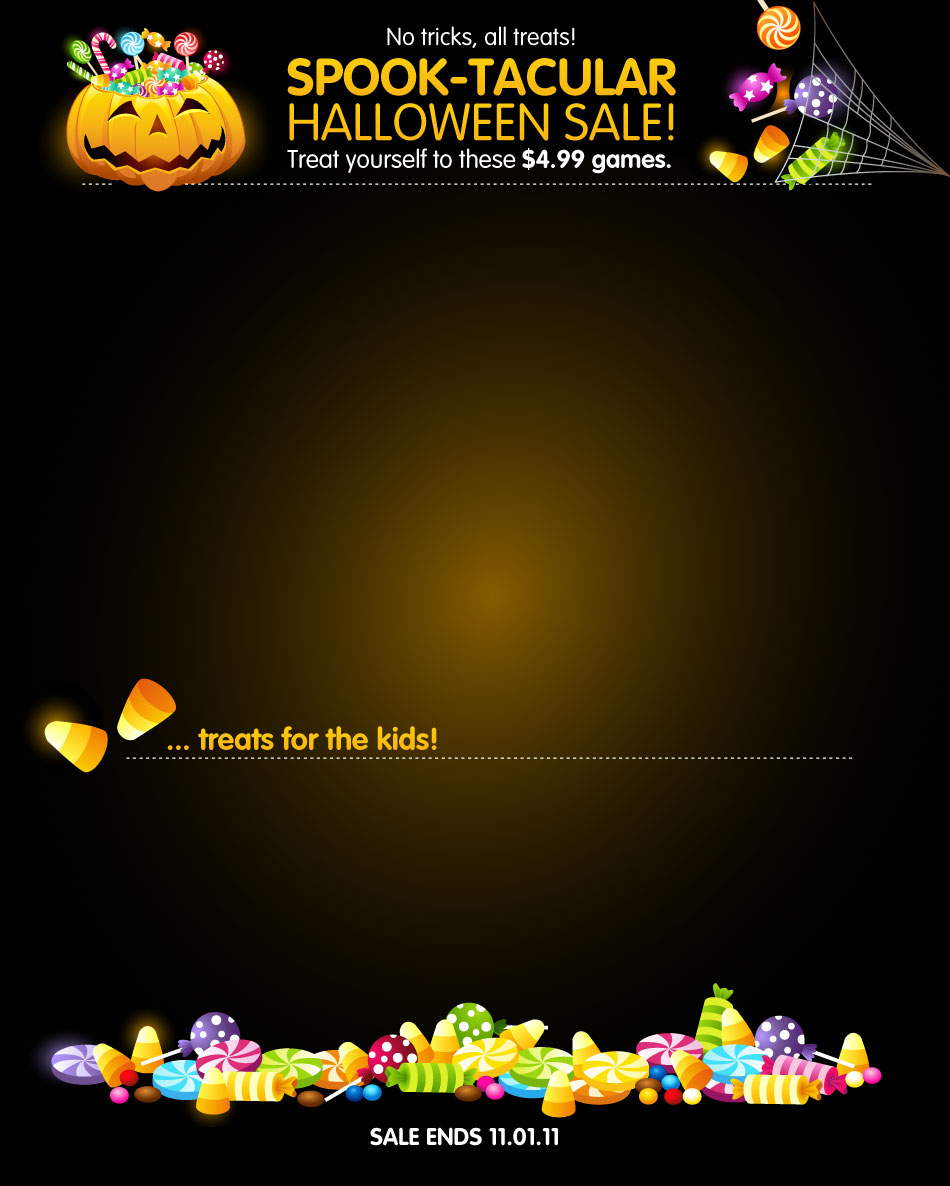 No tricks, all treats!
SPOOK-TACULAR
HALLOWEEN SALE!
Treat yourself to these $4.99 games.
... treats for the kids!
SALE ENDS 11.01.11